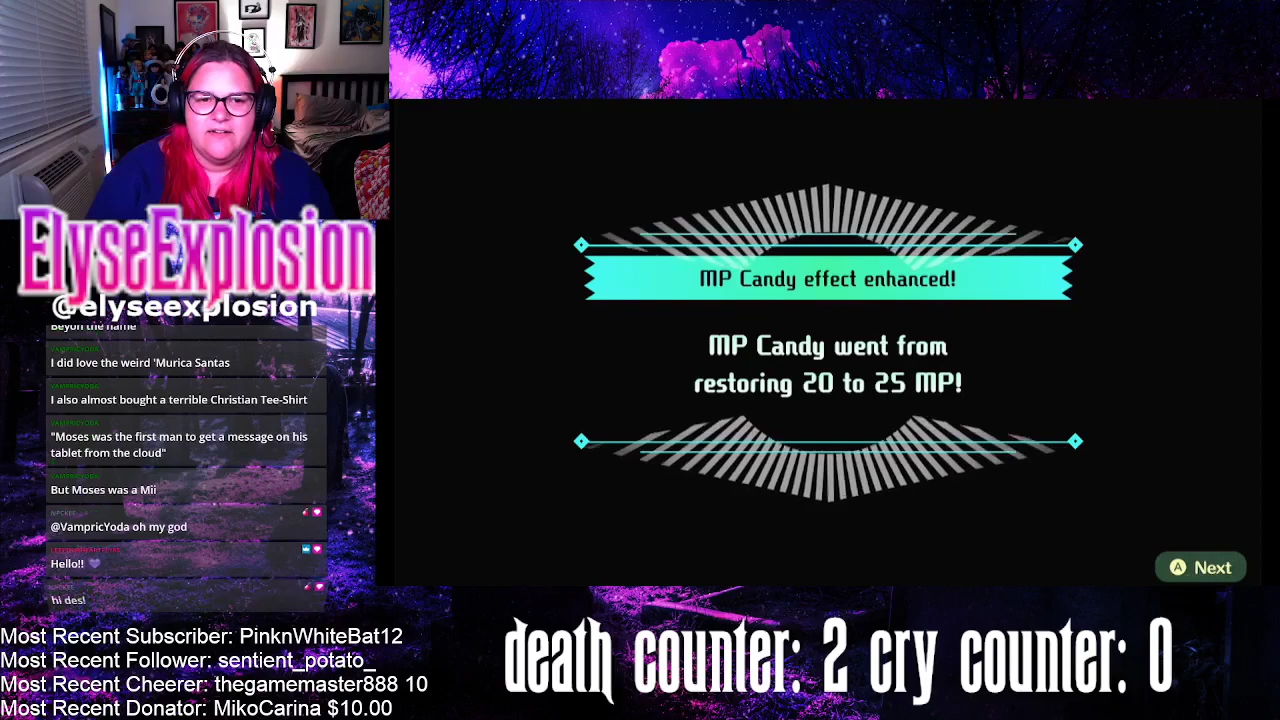 ElyseExplosion
@elyseexplosion
Beyon the name
VAMPRICYODA
I did love the weird 'Murica Santas
VAMPRICYODA
I also almost bought a terrible Christian Tee-Shirt
VAMPRICYODA
"Moses was the first man to get a message on his
tablet from the cloud"
VAMPRICYODA
But Moses was a Mii
@VampricYoda oh my god
Hello!! 💜
hi des!
Most Recent Subscriber: PinknWhiteBat12
Most Recent Follower: sentient_potato_
Most Recent Cheerer: thegamemaster888 10
Most Recent Donator: MikoCarina $10.00
MP Candy effect enhanced!
MP Candy went from
restoring 20 to 25 MP!
A Next
death counter: 2 cry counter: 0